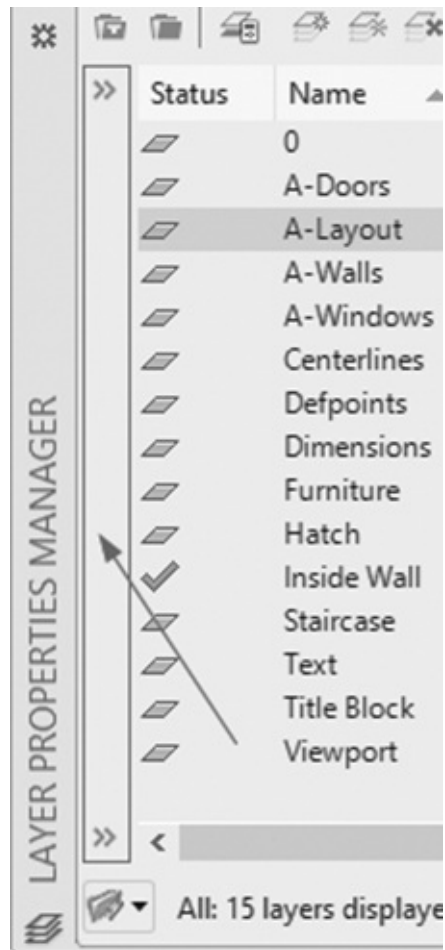 Status Name
0
A-Doors
A-Layout
A-Walls
A-Windows
Centerlines
Defpoints
Dimensions
Furniture
Hatch
Inside Wall
Staircase
Text
Title Block
Viewport
All: 15 layers displaye
LAYER PROPERTIES MANAGER